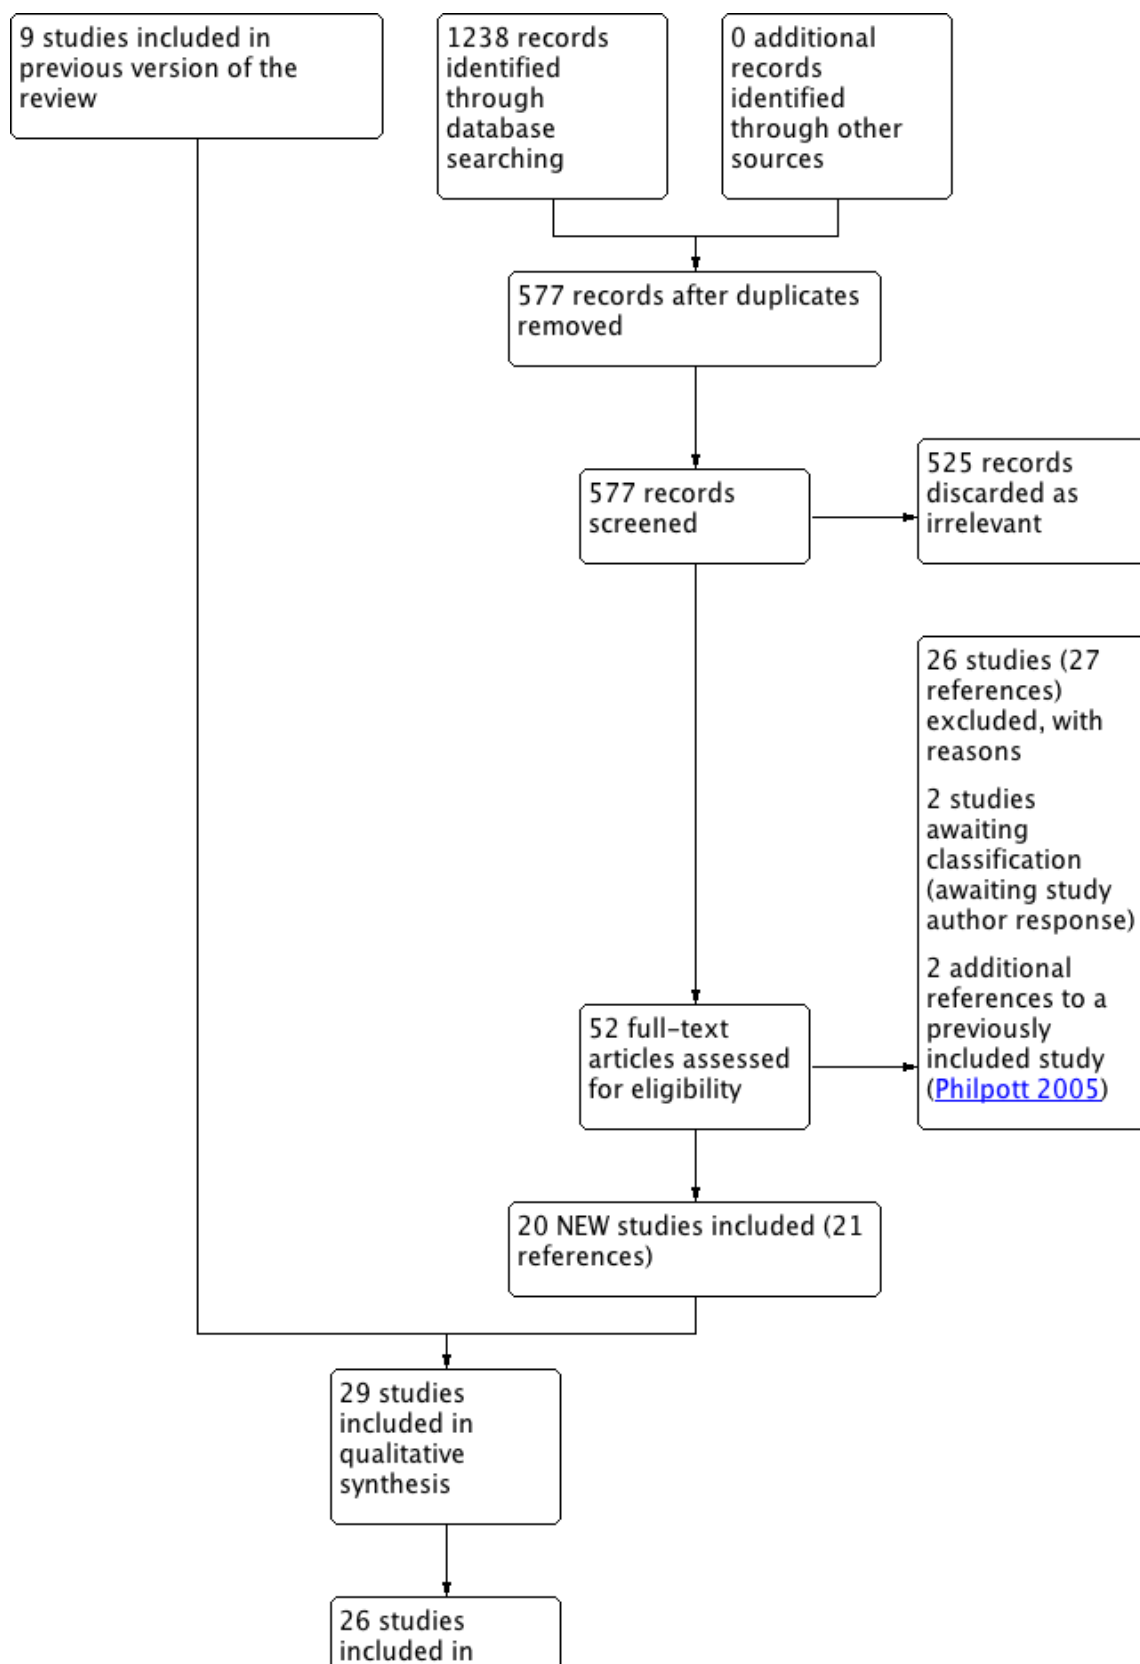 9 studies included in
previous version of the
review
1238 records
identified
through
database
searching
0 additional
records
identified
through other
sources
577 records after duplicates
removed
577 records
screened
525 records
discarded as
irrelevant
26 studies (27
references)
excluded, with
reasons
2 studies
awaiting
classification
(awaiting study
author response)
2 additional
references to a
previously
included study
(Philpott 2005)
52 full-text
articles assessed
for eligibility
20 NEW studies included (21
references)
29 studies
included in
qualitative
synthesis
26 studies
included in